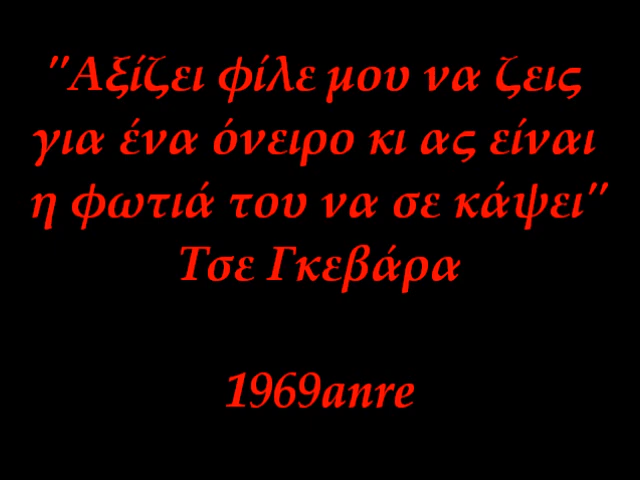 "Αξίζει φίλε μου να ζεις
για ένα όνειρο κι ας είναι
η φωτιά του να σε κάψει"
Τσε Γκεβάρα
1969anre